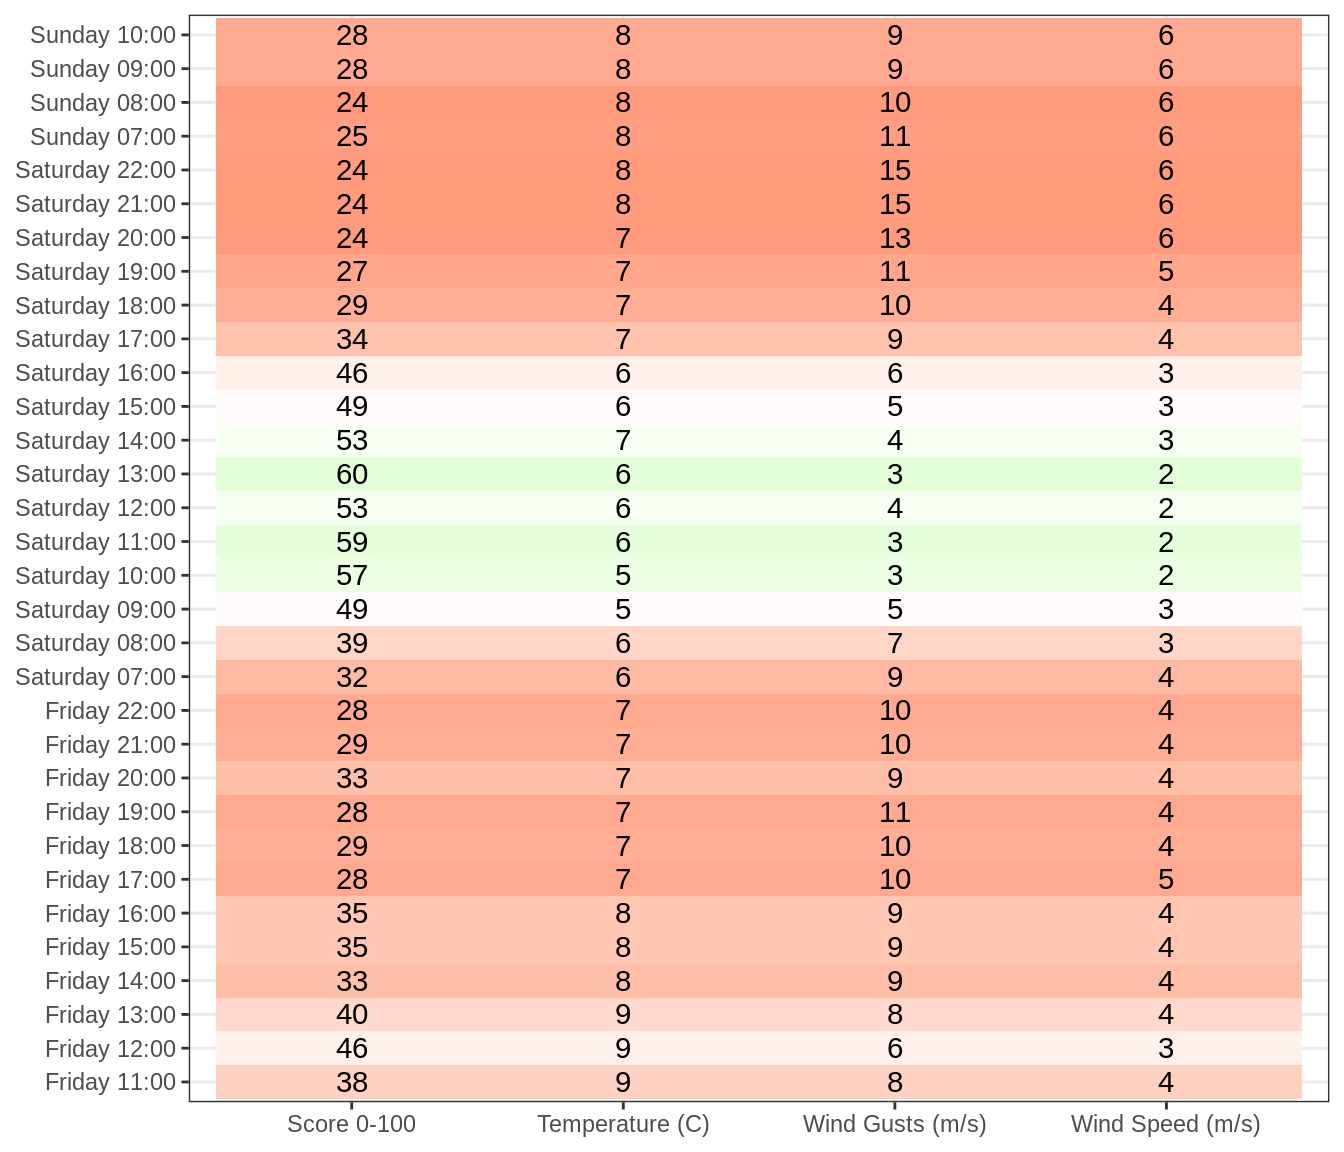 Sunday 10:00 28 8 9 6
Sunday 09:00 28 8 9 6
Sunday 08:00 24 8 10 6
Sunday 07:00 25 8 11 6
Saturday 22:00 24 8 15 6
Saturday 21:00 24 8 15 6
Saturday 20:00 24 7 13 6
Saturday 19:00 27 7 11 5
Saturday 18:00 29 7 10 4
Saturday 17:00 34 7 9 4
Saturday 16:00 46 6 6 3
Saturday 15:00 49 6 5 3
Saturday 14:00 53 7 4 3
Saturday 13:00 60 6 3 2
Saturday 12:00 53 6 4 2
Saturday 11:00 59 6 3 2
Saturday 10:00 57 5 3 2
Saturday 09:00 49 5 5 3
Saturday 08:00 39 6 7 3
Saturday 07:00 32 6 9 4
Friday 22:00 28 7 10 4
Friday 21:00 29 7 10 4
Friday 20:00 33 7 9 4
Friday 19:00 28 7 11 4
Friday 18:00 29 7 10 4
Friday 17:00 28 7 10 5
Friday 16:00 35 8 9 4
Friday 15:00 35 8 9 4
Friday 14:00 33 8 9 4
Friday 13:00 40 9 8 4
Friday 12:00 46 9 6 3
Friday 11:00 38 9 8 4
Score 0-100 Temperature (C) Wind Gusts (m/s) Wind Speed (m/s)